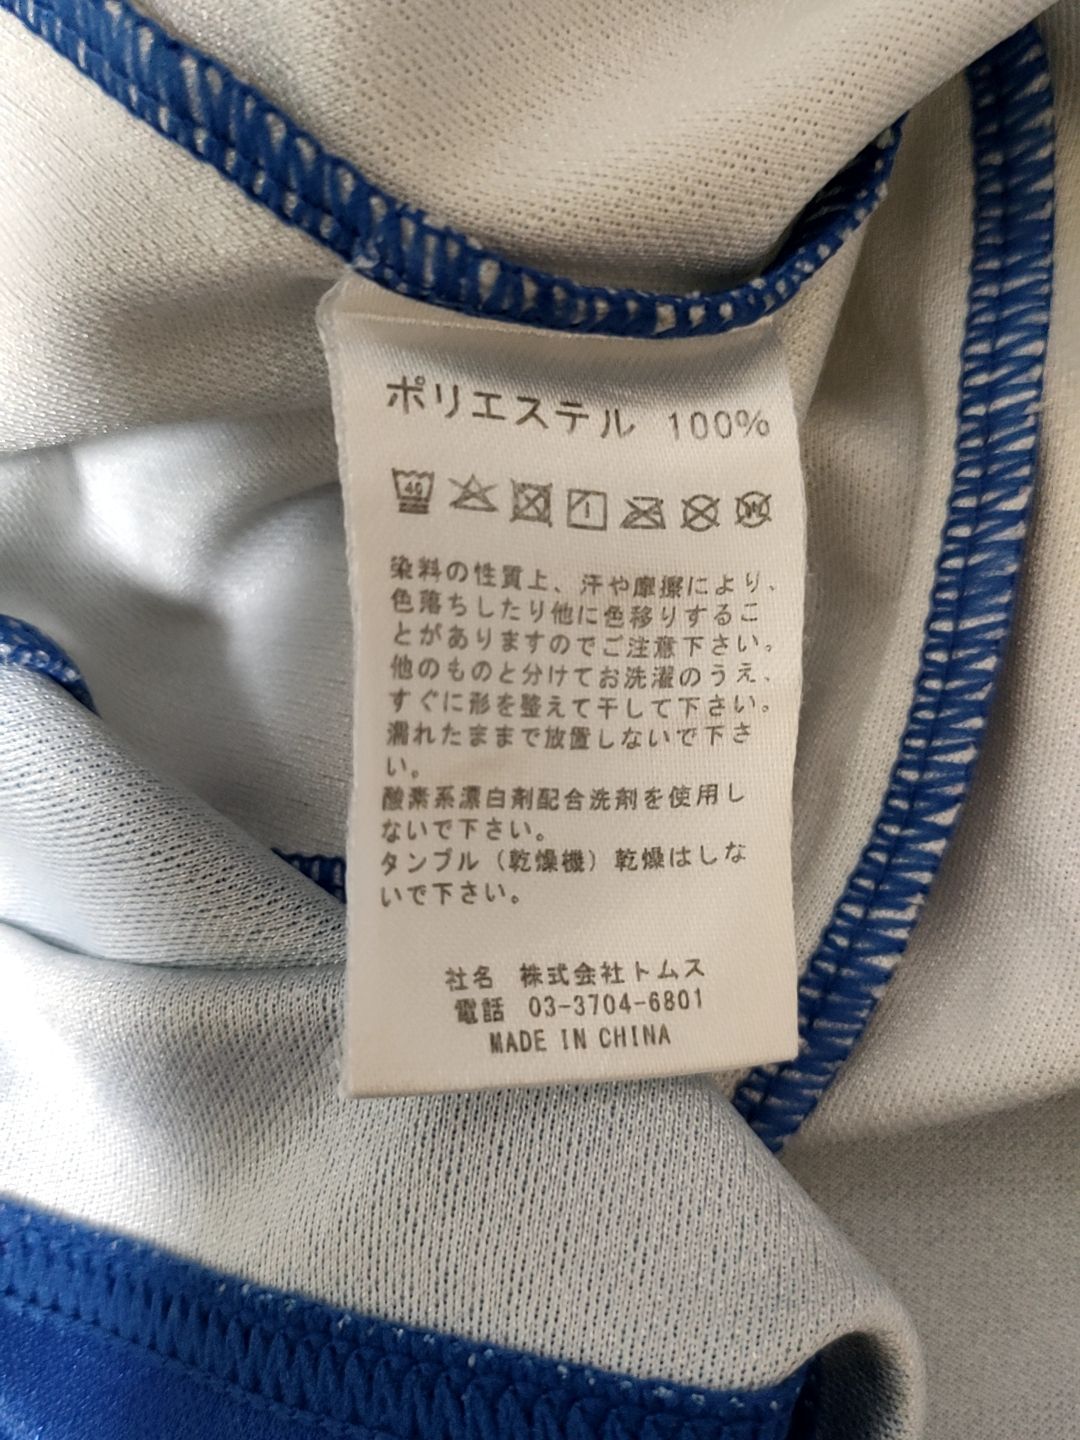 ポリエステル 100%
40
W
染料の性質上、汗や摩擦により、
色落ちしたり他に色移りするこ
とがありますのでご注意下さい。
他のものと分けてお洗濯のうえ、
すぐに形を整えて干して下さい。
濡れたままで放置しないで下さ
い。
酸素系漂白剤配合洗剤を使用し
ないで下さい。
タンブル（乾燥機）乾燥はしな
いで下さい。
社名 株式会社トムス
電話 03-3704-6801
MADE IN CHINA